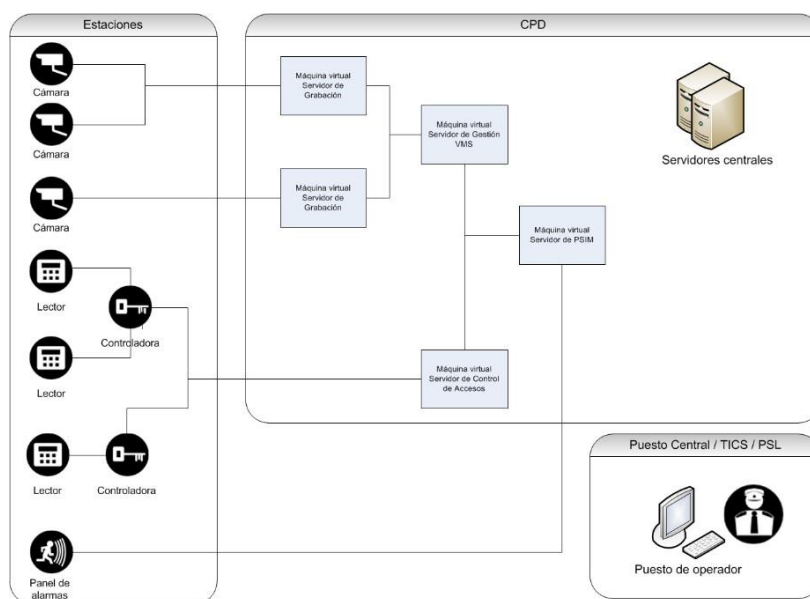 Estaciones
Cámara
Cámara
Cámara
Lector
Controladora
Lector
Lector
Controladora
Panel de
alarmas
CPD
Máquina virtual
Servidor de
Grabación
Máquina virtual
Servidor de Gestión
VMS
Máquina virtual
Servidor de
Grabación
Máquina virtual
Servidor de PSIM
Máquina virtual
Servidor de Control
de Accesos
Servidores centrales
Puesto Central / TICS / PSL
Puesto de operador